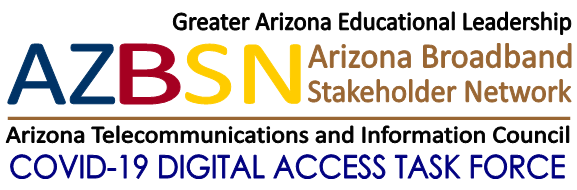 Greater Arizona Educational Leadership
AZBSN
Arizona Broadband
Stakeholder Network
Arizona Telecommunications and Information Council
COVID-19 DIGITAL ACCESS TASK FORCE